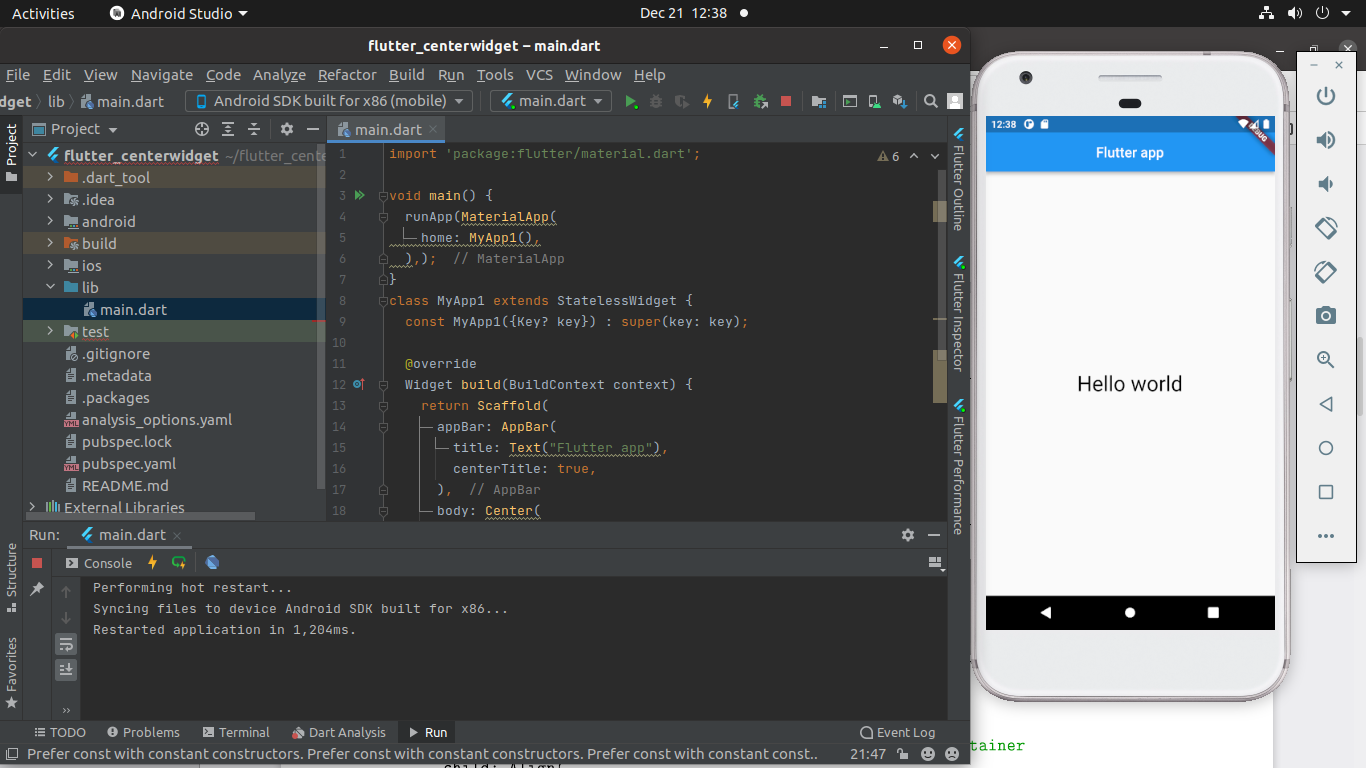 Activities Android Studio Dec 21 12:38
flutter_centerwidget – main.dart
File Edit View Navigate Code Analyze Refactor Build Run Tools VCS Window Help
dget lib main.dart Android SDK built for x86 (mobile) main.dart
Project main.dart
flutter_centerwidget ~/flutter_cente
.dart_tool
.idea
android
build
ios
lib
main.dart
test
.gitignore
.metadata
.packages
analysis_options.yaml
pubspec.lock
pubspec.yaml
README.md
External Libraries
Project
Structure
Favorites
1 import 'package:flutter/material.dart';
2
3 void main() {
4 runApp(MaterialApp(
5 home: MyApp1(),
6 ),); // MaterialApp
7 }
8 class MyApp1 extends StatelessWidget {
9 const MyApp1({Key? key}) : super(key: key);
10
11 @override
12 Widget build(BuildContext context) {
13 return Scaffold(
14 appBar: AppBar(
15 title: Text("Flutter app"),
16 centerTitle: true,
17 ), // AppBar
18 body: Center(
6
Flutter Outline
Flutter Inspector
Flutter Performance
Run: main.dart
Console
Performing hot restart...
Syncing files to device Android SDK built for x86...
Restarted application in 1,204ms.
TODO Problems Terminal Dart Analysis Run Event Log
Prefer const with constant constructors. Prefer const with constant constructors. Prefer const with constant const.. 21:47
12:38
DEBUG
Flutter app
Hello world
tainer